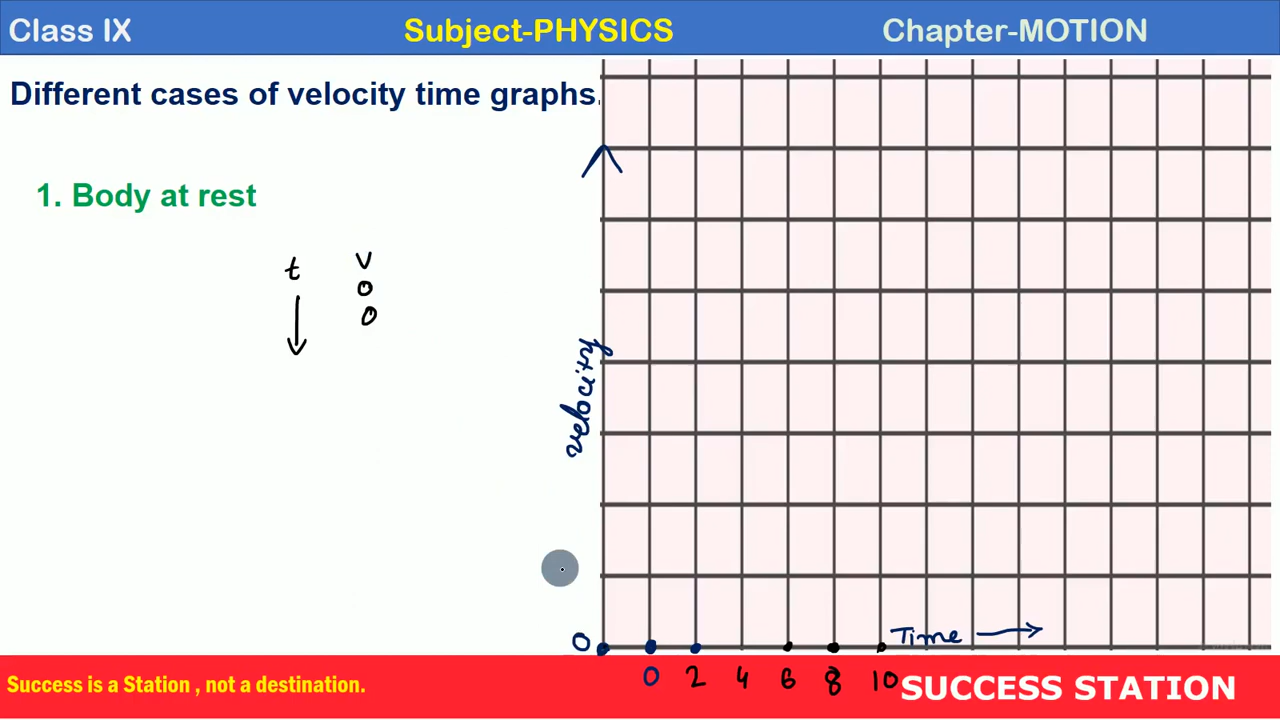 Class IX Subject-PHYSICS Chapter-MOTION
Different cases of velocity time graphs.
1. Body at rest
t v
0
0
velocity
0 Time
0 2 4 6 8 10
Success is a Station , not a destination. SUCCESS STATION